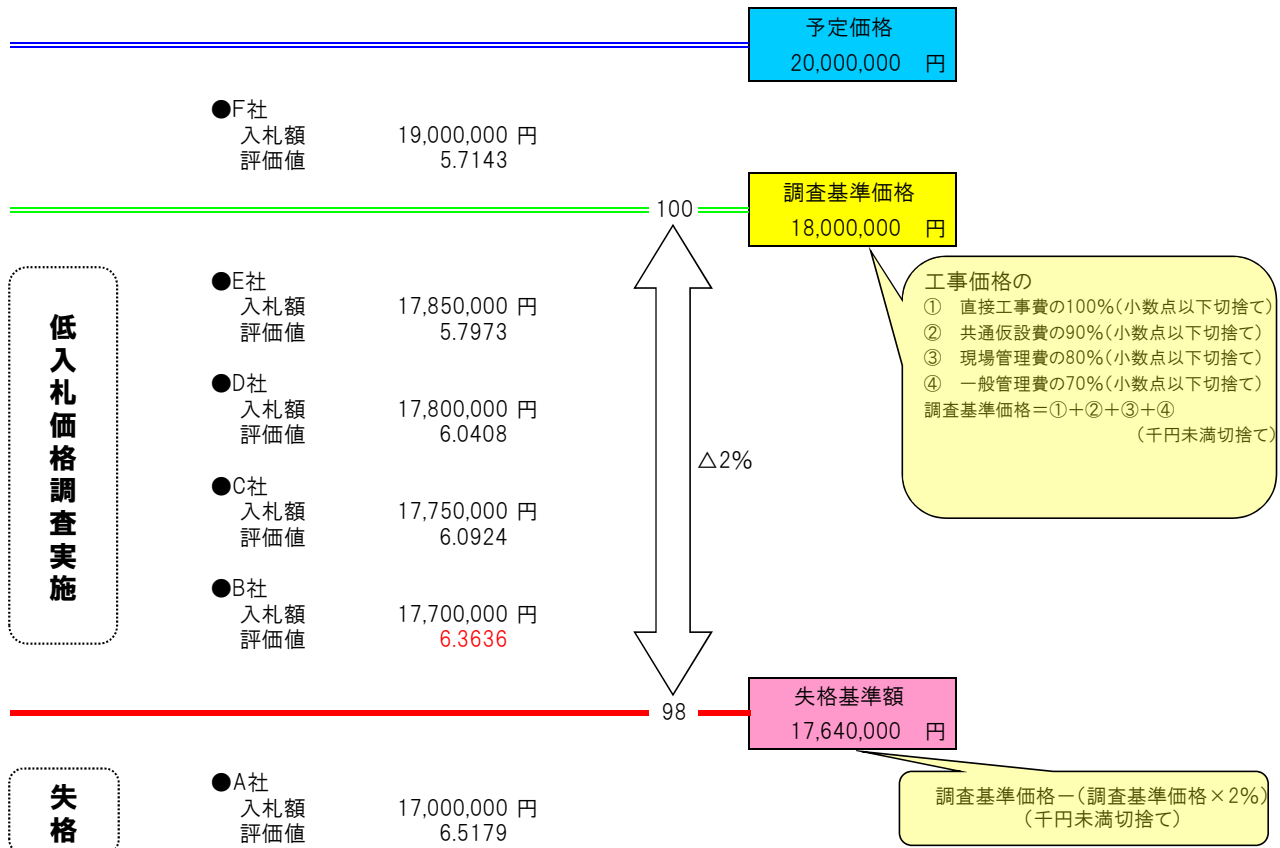 予定価格
20,000,000 円
●F社
入札額 19,000,000 円
評価値 5.7143
調査基準価格
18,000,000 円
100
工事価格の
① 直接工事費の100%(小数点以下切捨て)
② 共通仮設費の90%(小数点以下切捨て)
③ 現場管理費の80%(小数点以下切捨て)
④ 一般管理費の70%(小数点以下切捨て)
調査基準価格=①+②+③+④
(千円未満切捨て)
低入札価格調査実施
●E社
入札額 17,850,000 円
評価値 5.7973
●D社
入札額 17,800,000 円
評価値 6.0408
△2%
●C社
入札額 17,750,000 円
評価値 6.0924
●B社
入札額 17,700,000 円
評価値 6.3636
98
失格基準額
17,640,000 円
失格
●A社
入札額 17,000,000 円
評価値 6.5179
調査基準価格-(調査基準価格×2%)
(千円未満切捨て)